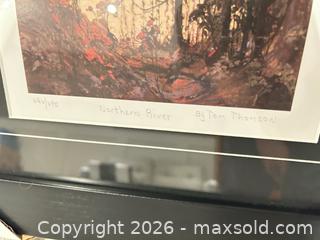 Northern River By Tom Thomson
Copyright © 2026 - maxsold.com